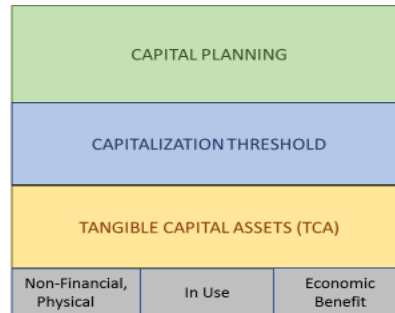 CAPITAL PLANNING
CAPITALIZATION THRESHOLD
TANGIBLE CAPITAL ASSETS (TCA)
Non-Financial,
Physical
In Use
Economic
Benefit